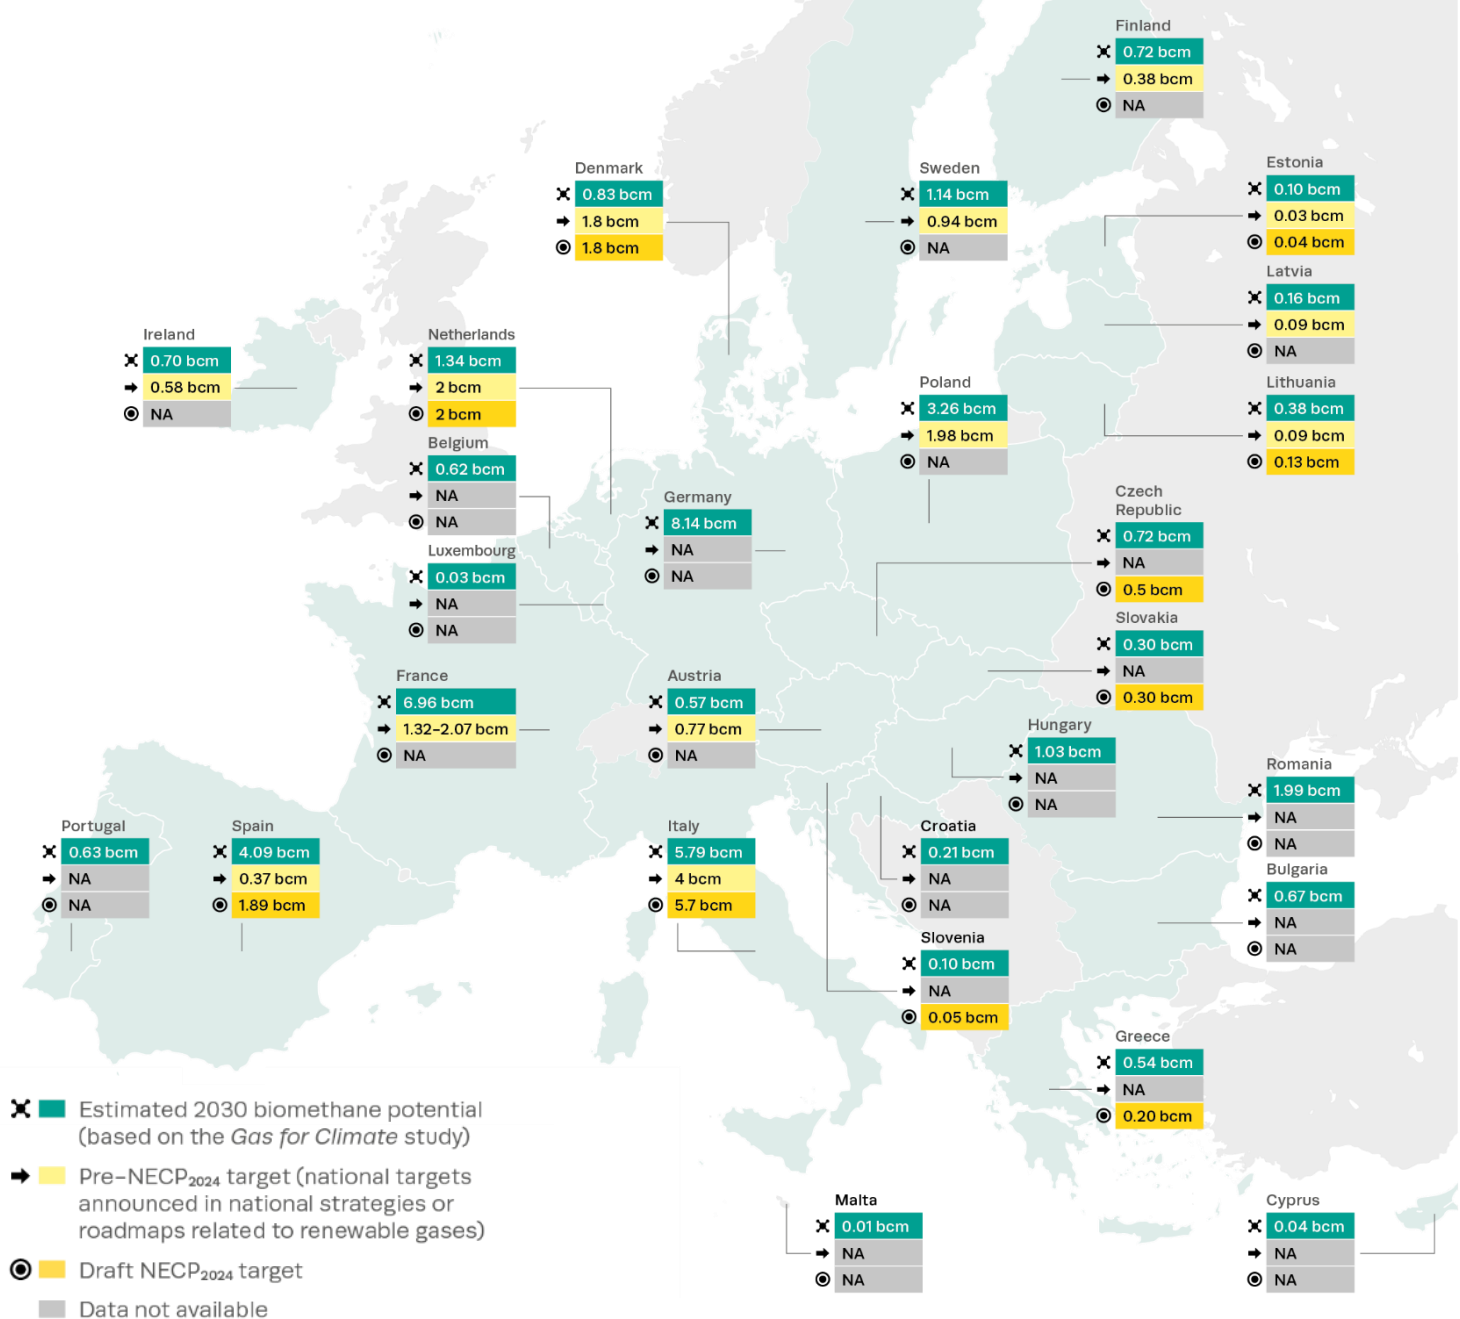 Finland
0.72 bcm
0.38 bcm
NA
Denmark
0.83 bcm
1.8 bcm
1.8 bcm
Sweden
1.14 bcm
0.94 bcm
NA
Estonia
0.10 bcm
0.03 bcm
0.04 bcm
Latvia
0.16 bcm
0.09 bcm
NA
Ireland
0.70 bcm
0.58 bcm
NA
Netherlands
1.34 bcm
2 bcm
2 bcm
Poland
3.26 bcm
1.98 bcm
NA
Lithuania
0.38 bcm
0.09 bcm
0.13 bcm
Belgium
0.62 bcm
NA
NA
Germany
8.14 bcm
NA
NA
Czech
Republic
0.72 bcm
NA
0.5 bcm
Luxembourg
0.03 bcm
NA
NA
Slovakia
0.30 bcm
NA
0.30 bcm
France
6.96 bcm
1.32–2.07 bcm
NA
Austria
0.57 bcm
0.77 bcm
NA
Hungary
1.03 bcm
NA
NA
Romania
1.99 bcm
NA
NA
Portugal
0.63 bcm
NA
NA
Spain
4.09 bcm
0.37 bcm
1.89 bcm
Italy
5.79 bcm
4 bcm
5.7 bcm
Croatia
0.21 bcm
NA
NA
Bulgaria
0.67 bcm
NA
NA
Slovenia
0.10 bcm
NA
0.05 bcm
Greece
0.54 bcm
NA
0.20 bcm
Malta
0.01 bcm
NA
NA
Cyprus
0.04 bcm
NA
NA
Estimated 2030 biomethane potential
(based on the Gas for Climate study)
Pre–NECP₂₀₂₄ target (national targets
announced in national strategies or
roadmaps related to renewable gases)
Draft NECP₂₀₂₄ target
Data not available